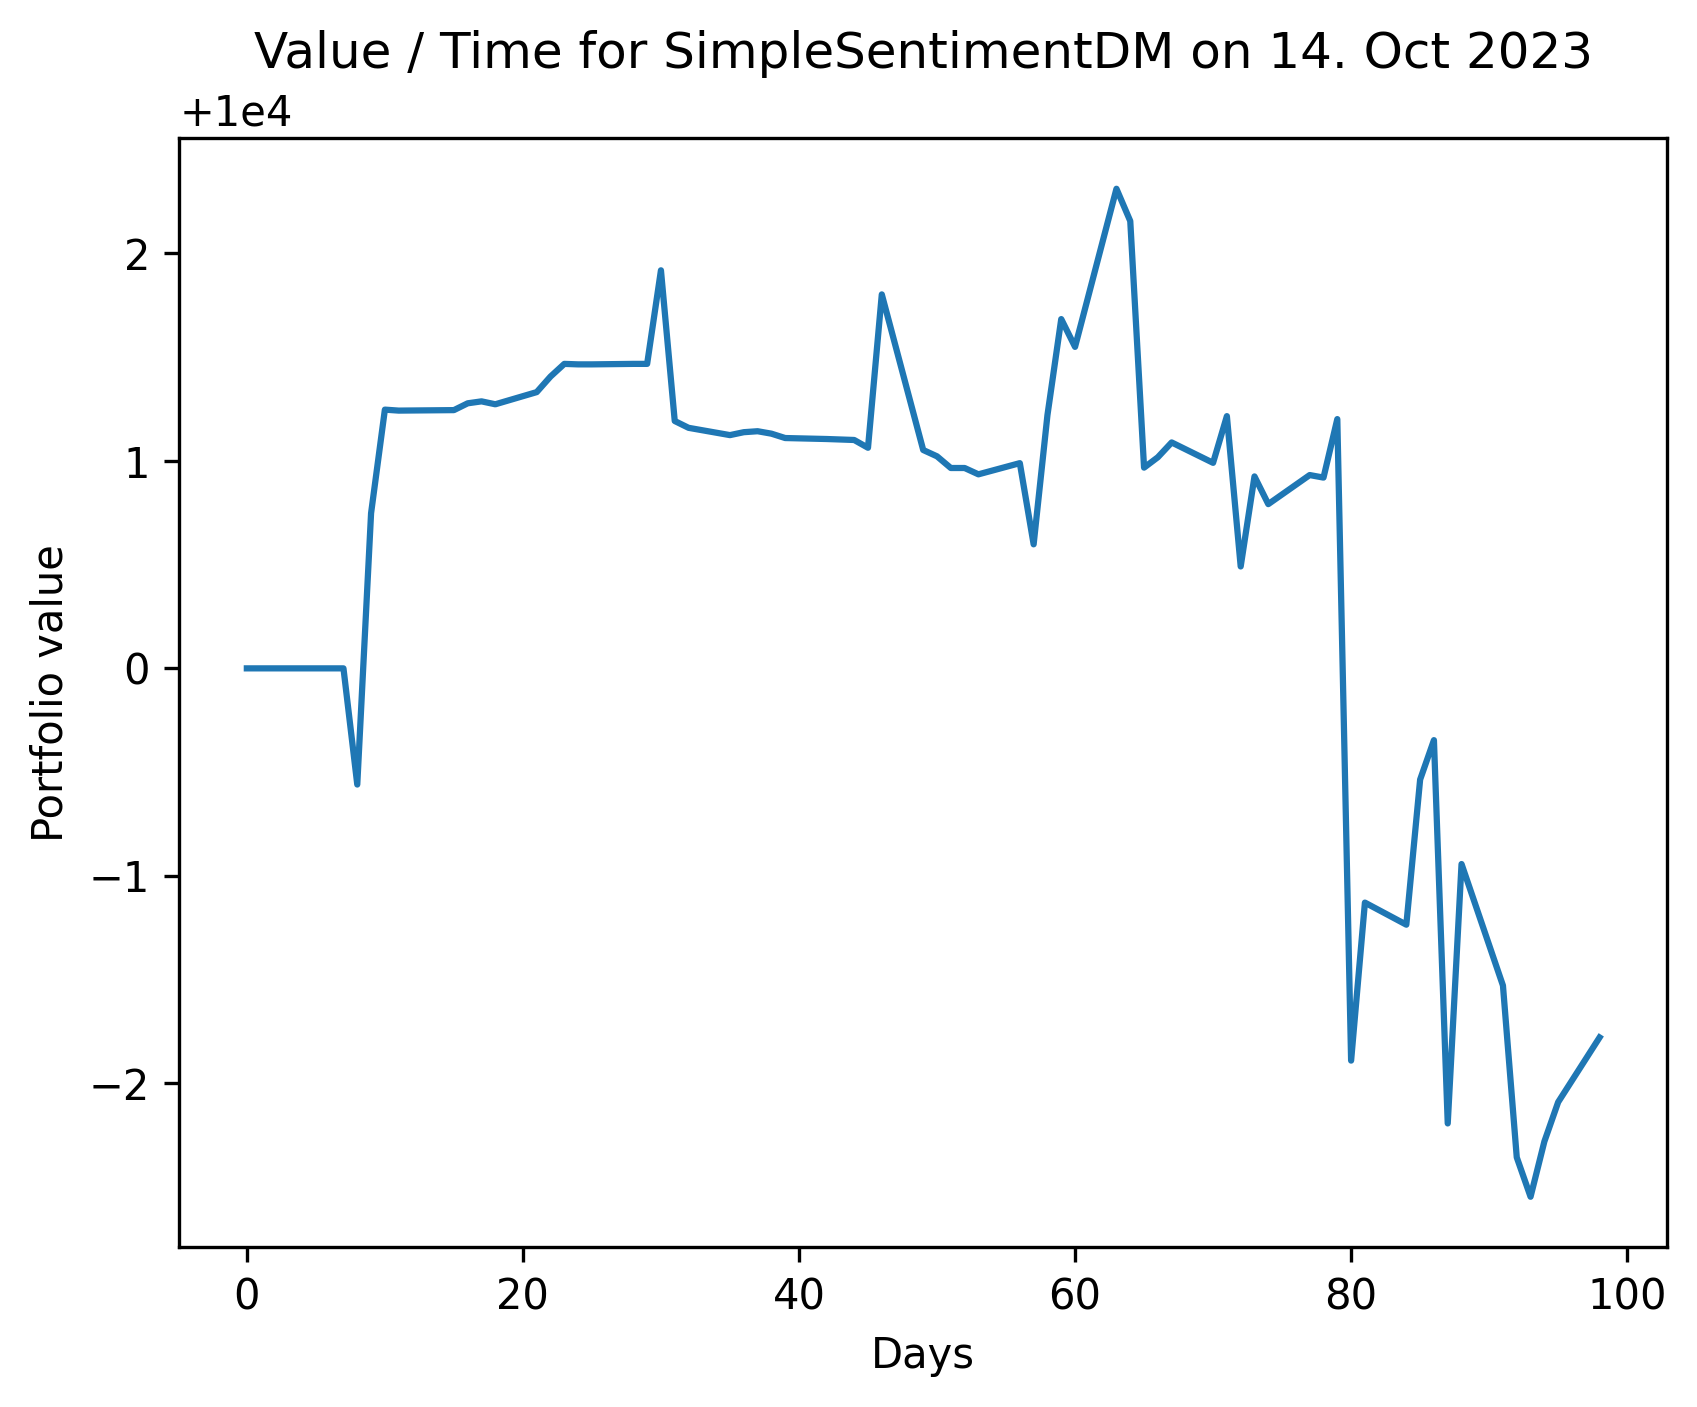 Value / Time for SimpleSentimentDM on 14. Oct 2023
+1e4
2
1
0
−1
−2
Portfolio value
0 20 40 60 80 100
Days